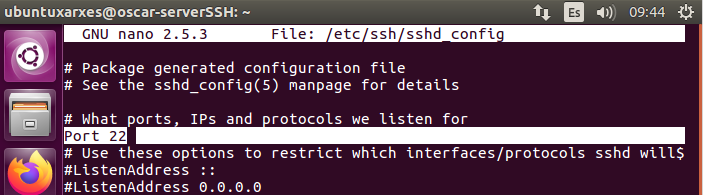 ubuntuxarxes@oscar-serverSSH: ~
Es
09:44
GNU nano 2.5.3 File: /etc/ssh/sshd_config
# Package generated configuration file
# See the sshd_config(5) manpage for details
# What ports, IPs and protocols we listen for
Port 22
# Use these options to restrict which interfaces/protocols sshd will$
#ListenAddress ::
#ListenAddress 0.0.0.0